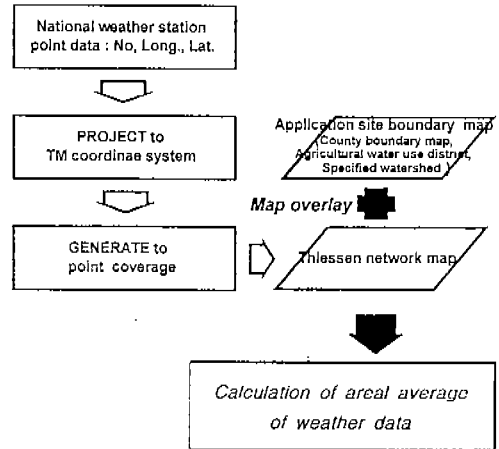 National weather station
point data : No, Long., Lat.
PROJECT to
TM coordinae system
GENERATE to
point coverage
Application site boundary map
(County boundary map,
Agricultural water use district,
Specified watershed)
Map overlay
Thiessen network map
Calculation of areal average
of weather data